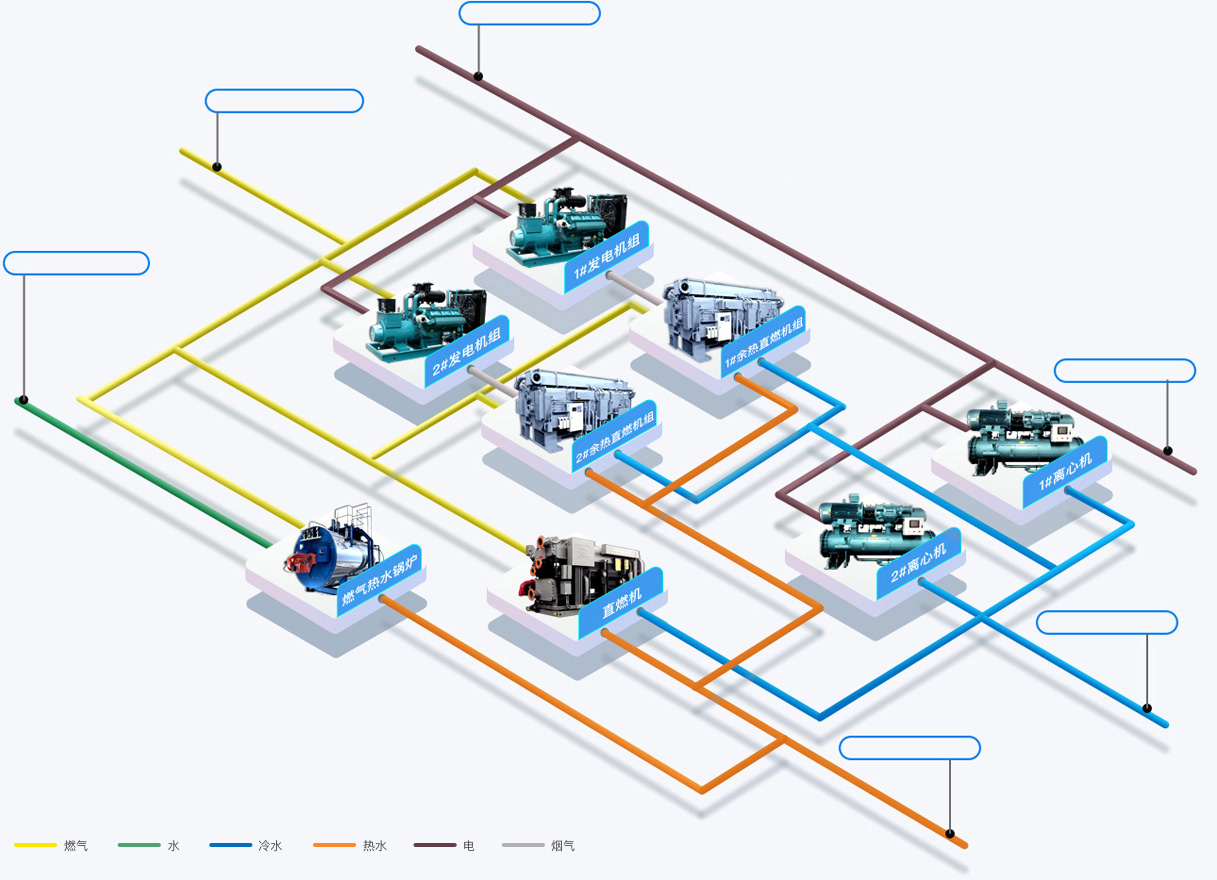 1#发电机组
2#发电机组
1#余热直燃机组
2#余热直燃机组
1#离心机
2#离心机
燃气热水锅炉
直燃机
燃气
水
冷水
热水
电
烟气